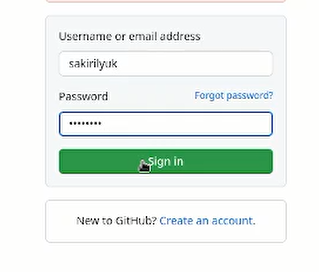 Username or email address
sakirilyuk
Password Forgot password?
••••••••
Sign in
New to GitHub? Create an account.